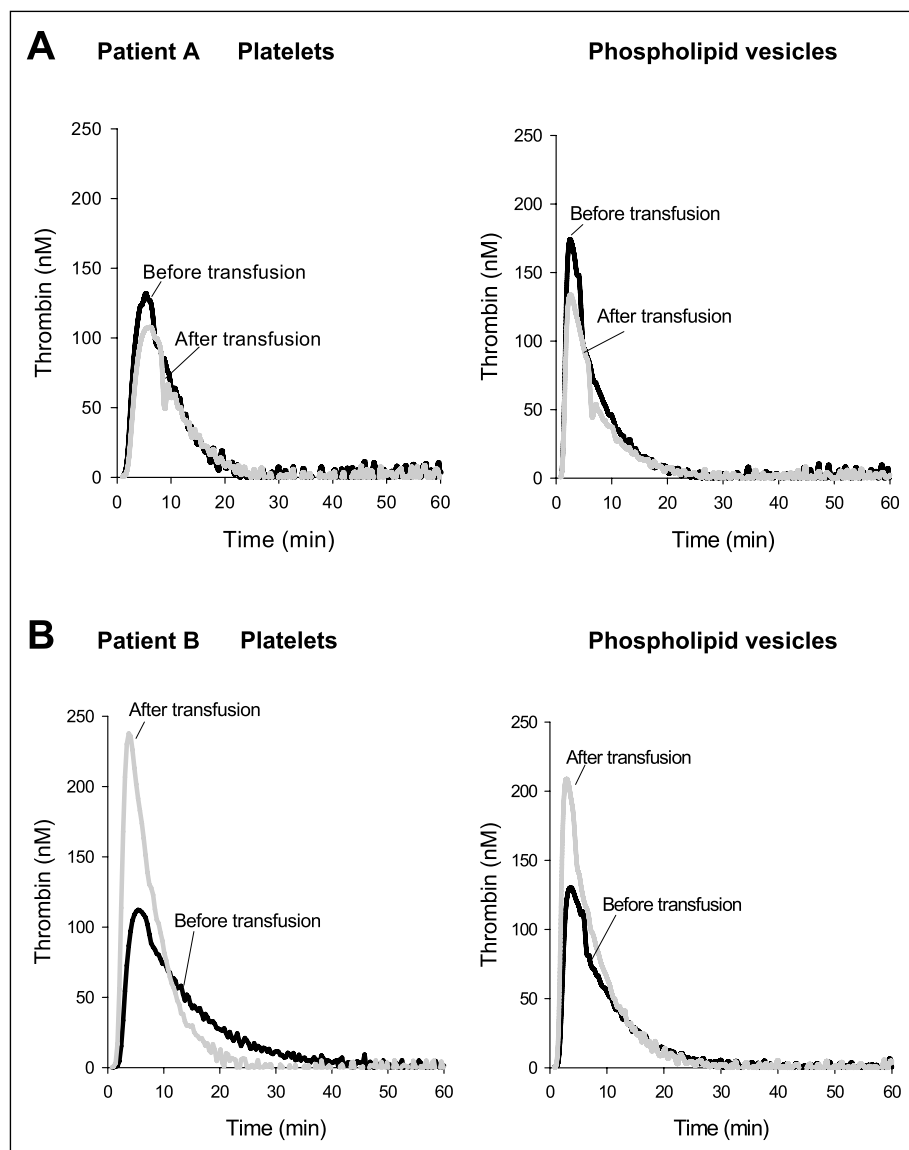 A Patient A Platelets Phospholipid vesicles
250
200
150
100
50
0
Thrombin (nM)
Before transfusion
After transfusion
0 10 20 30 40 50 60
Time (min)
250
200
150
100
50
0
Thrombin (nM)
Before transfusion
After transfusion
0 10 20 30 40 50 60
Time (min)
B Patient B Platelets Phospholipid vesicles
250
200
150
100
50
0
Thrombin (nM)
After transfusion
Before transfusion
0 10 20 30 40 50 60
Time (min)
250
200
150
100
50
0
Thrombin (nM)
After transfusion
Before transfusion
0 10 20 30 40 50 60
Time (min)